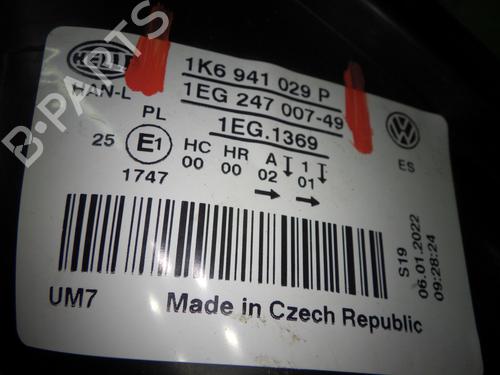 HELLA
1K6 941 029 P
HAN-L
1EG 247 007-49
PL
1EG.1369
25 E1 HC HR A 1
00 00 02 01
1747
ES
S19
06.01.2022
09:28:24
UM7 Made in Czech Republic
B-PARTS